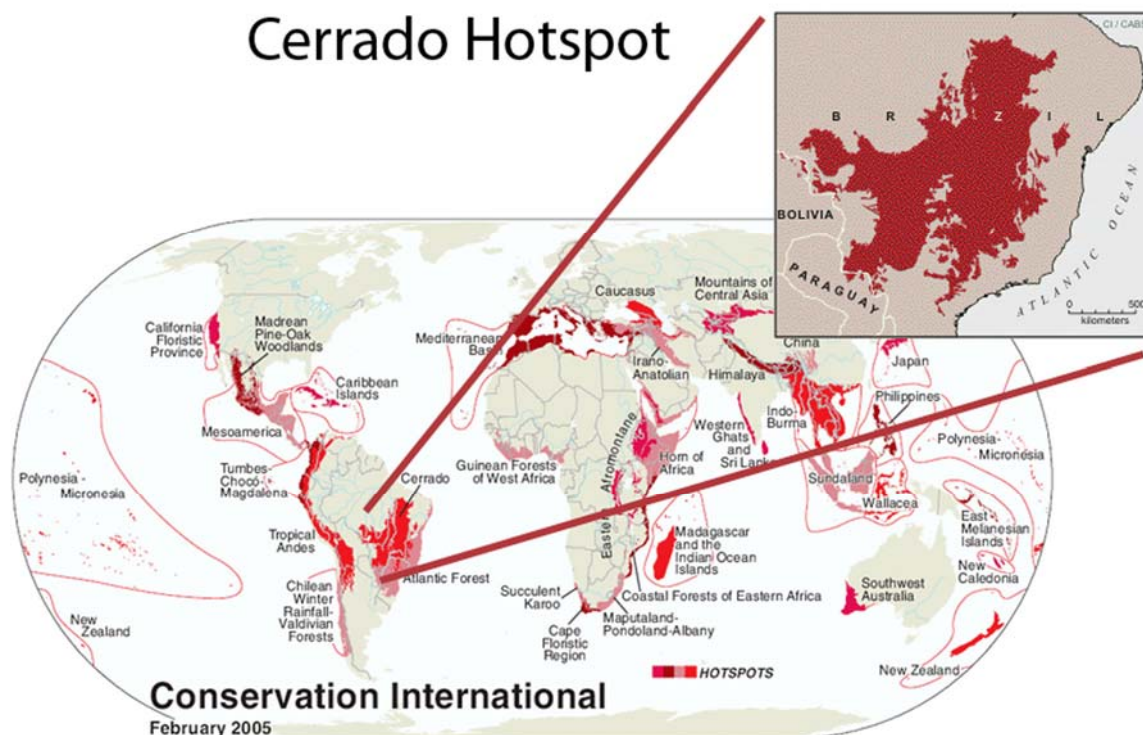 Cerrado Hotspot
CI / CABS
B R A Z I L
BOLIVIA
PARAGUAY
ATLANTIC OCEAN
0 500
kilometers
California
Floristic
Province
Madrean
Pine-Oak
Woodlands
Caribbean
Islands
Mesoamerica
Polynesia -
Micronesia
Tumbes-
Chocó-
Magdalena
Cerrado
Tropical
Andes
Atlantic Forest
Chilean
Winter
Rainfall-
Valdivian
Forests
New
Zealand
Mediterranean
Caucasus
Mountains of
Central Asia
Irano-
Anatolian
Himalaya
China
Japan
Guinean Forests
of West Africa
Eastern Afromontane
Horn of
Africa
Western
Ghats
and
Sri Lanka
Indo-
Burma
Philippines
Polynesia -
Micronesia
Sundaland
Wallacea
East
Melanesian
Islands
New
Caledonia
Madagascar
and the
Indian Ocean
Islands
Coastal Forests of Eastern Africa
Succulent
Karoo
Cape
Floristic
Region
Maputaland-
Pondoland-Albany
Southwest
Australia
New Zealand
HOTSPOTS
Conservation International
February 2005